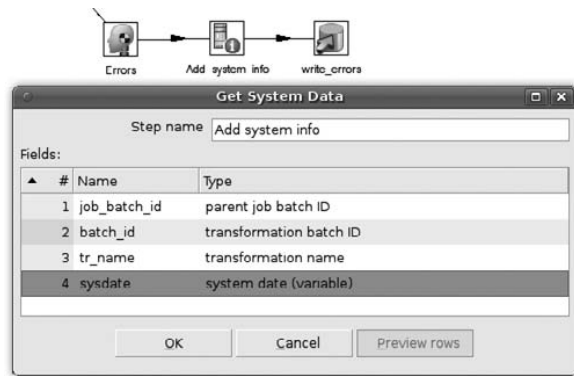 Errors Add system info write_errors
Get System Data
Step name Add system info
Fields:
# Name Type
1 job_batch_id parent job batch ID
2 batch_id transformation batch ID
3 tr_name transformation name
4 sysdate system date (variable)
OK Cancel Preview rows